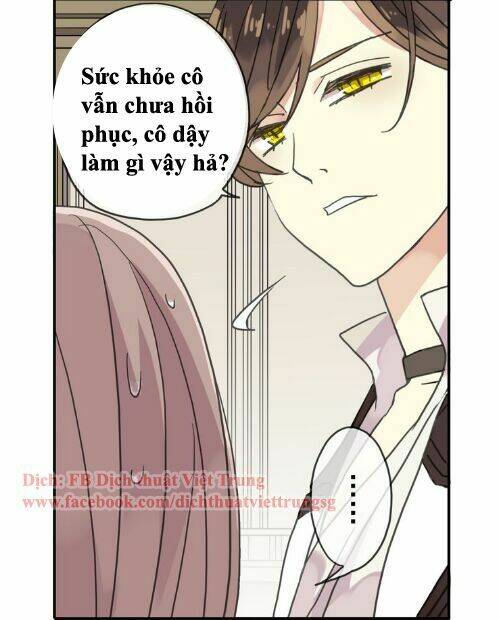 Sức khỏe cô
vẫn chưa hồi
phục, cô dậy
làm gì vậy hả?
......
Dịch: FB Dịch thuật Việt Trung
www.facebook.com/dichthuatviettrungsg